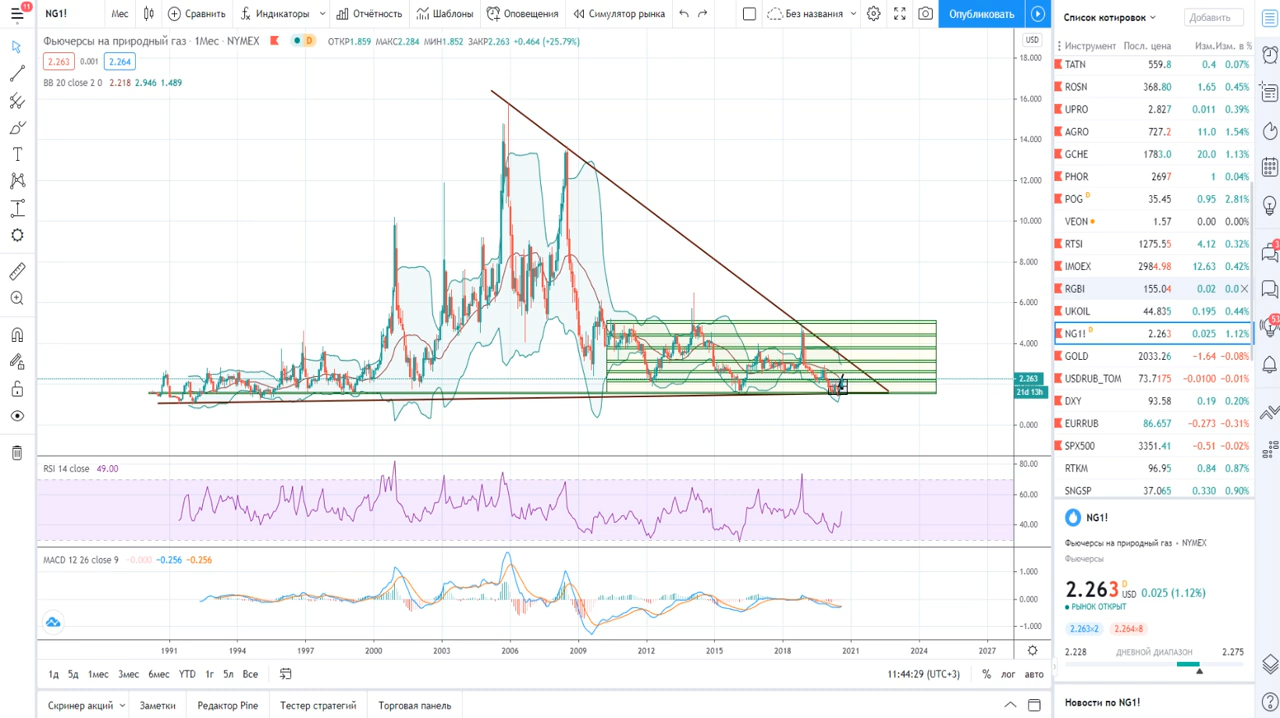 11
NG1!
Мес
Сравнить
Индикаторы
Отчётность
Шаблоны
Оповещения
Симулятор рынка
Без названия
Опубликовать
Фьючерсы на природный газ · 1Мес · NYMEX
D
ОТКР1.859 МАКС2.284 МИН1.852 ЗАКР2.263 +0.464 (+25.79%)
2.263 0.001 2.264
BB 20 close 2 0 2.218 2.946 1.489
USD
18.000
16.000
14.000
12.000
10.000
8.000
6.000
4.000
2.263
21d 13h
0.000
RSI 14 close 49.00
80.00
60.00
40.00
MACD 12 26 close 9 -0.000 -0.256 -0.256
1.000
0.000
-1.000
1991 1994 1997 2000 2003 2006 2009 2012 2015 2018 2021 2024 2027
1д 5д 1мес 3мес 6мес YTD 1г 5л Все
11:44:29 (UTC+3) % лог авто
Скринер акций
Заметки
Редактор Pine
Тестер стратегий
Торговая панель
Список котировок
Добавить
Инструмент Посл. цена Изм. Изм. в %
TATN 559.8 0.4 0.07%
ROSN 368.80 1.65 0.45%
UPRO 2.827 0.011 0.39%
AGRO 727.2 11.0 1.54%
GCHE 1783.0 20.0 1.13%
PHOR 2697 1 0.04%
POG D 35.45 0.95 2.81%
VEON 1.57 0.00 0.00%
RTSI 1275.55 4.12 0.32%
IMOEX 2984.98 12.63 0.42%
RGBI 155.04 0.02 0.0
UKOIL 44.835 0.195 0.44%
NG1! D 2.263 0.025 1.12%
GOLD 2033.26 -1.64 -0.08%
USDRUB_TOM 73.7175 -0.0100 -0.01%
DXY 93.58 0.19 0.20%
EURRUB 86.657 -0.273 -0.31%
SPX500 3351.41 -0.51 -0.02%
RTKM 96.95 0.84 0.87%
SNGSP 37.065 0.330 0.90%
NG1!
Фьючерсы на природный газ · NYMEX
Фьючерсы
2.263 D USD 0.025 (1.12%)
РЫНОК ОТКРЫТ
2.263×2 2.264×8
2.228 ДНЕВНОЙ ДИАПАЗОН 2.275
Новости по NG1!